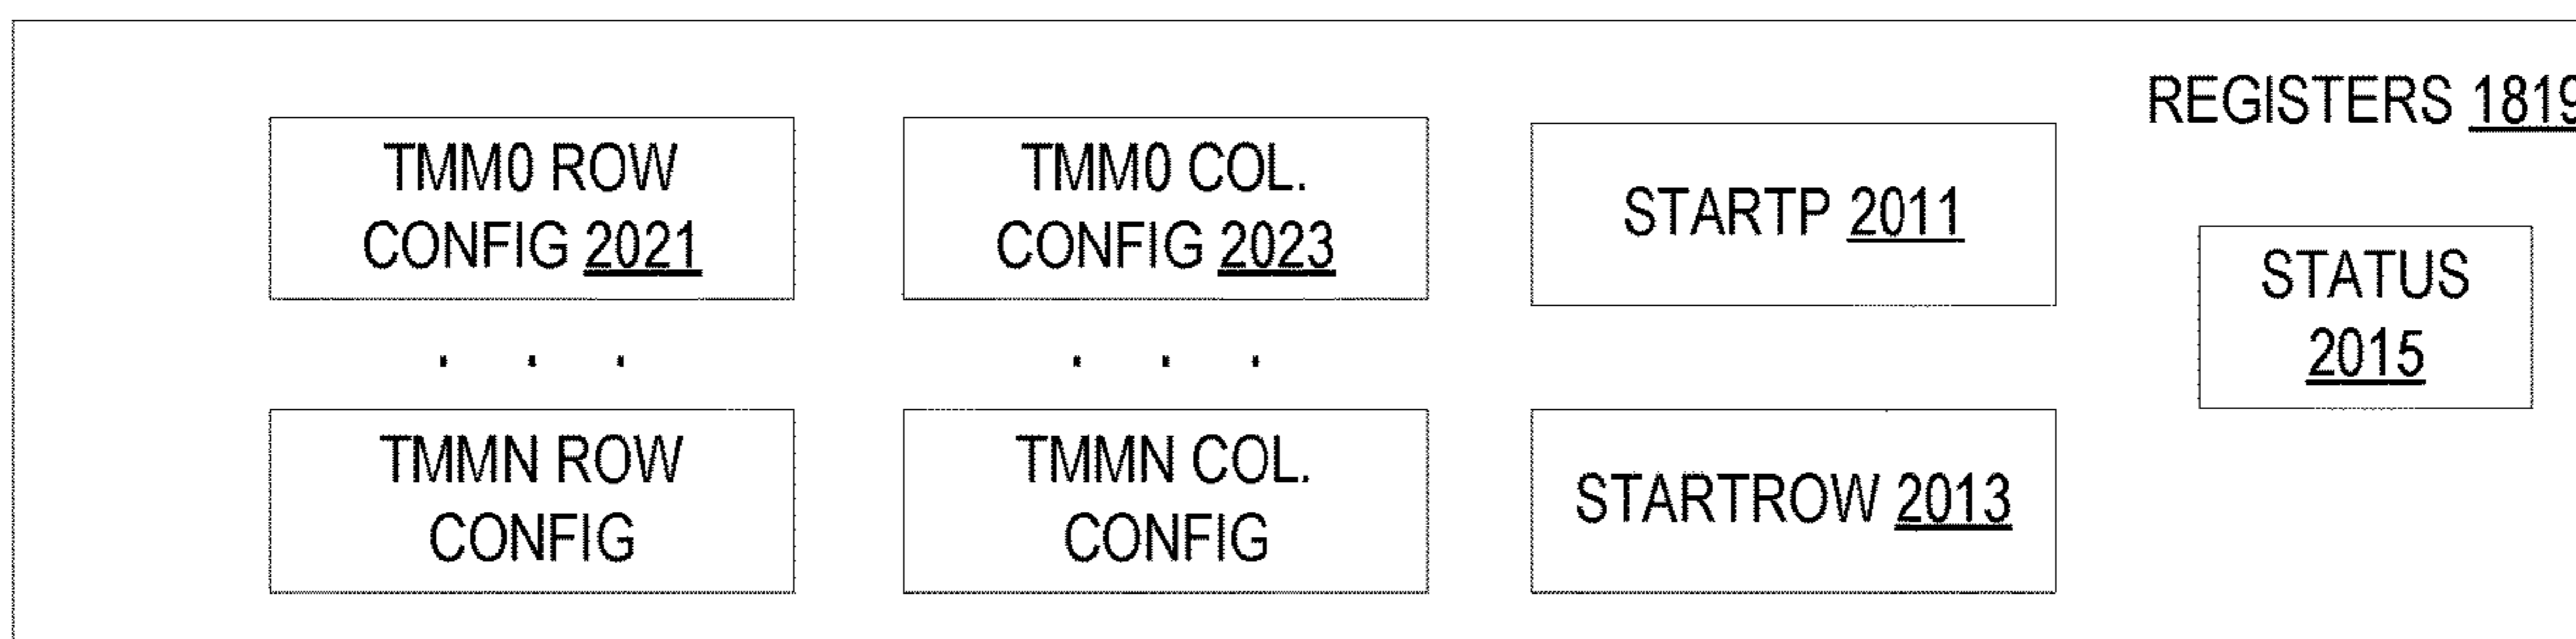 REGISTERS 1819
TMM0 ROW
CONFIG 2021
TMM0 COL.
CONFIG 2023
STARTP 2011
STATUS
2015
. . .
. . .
TMMN ROW
CONFIG
TMMN COL.
CONFIG
STARTROW 2013